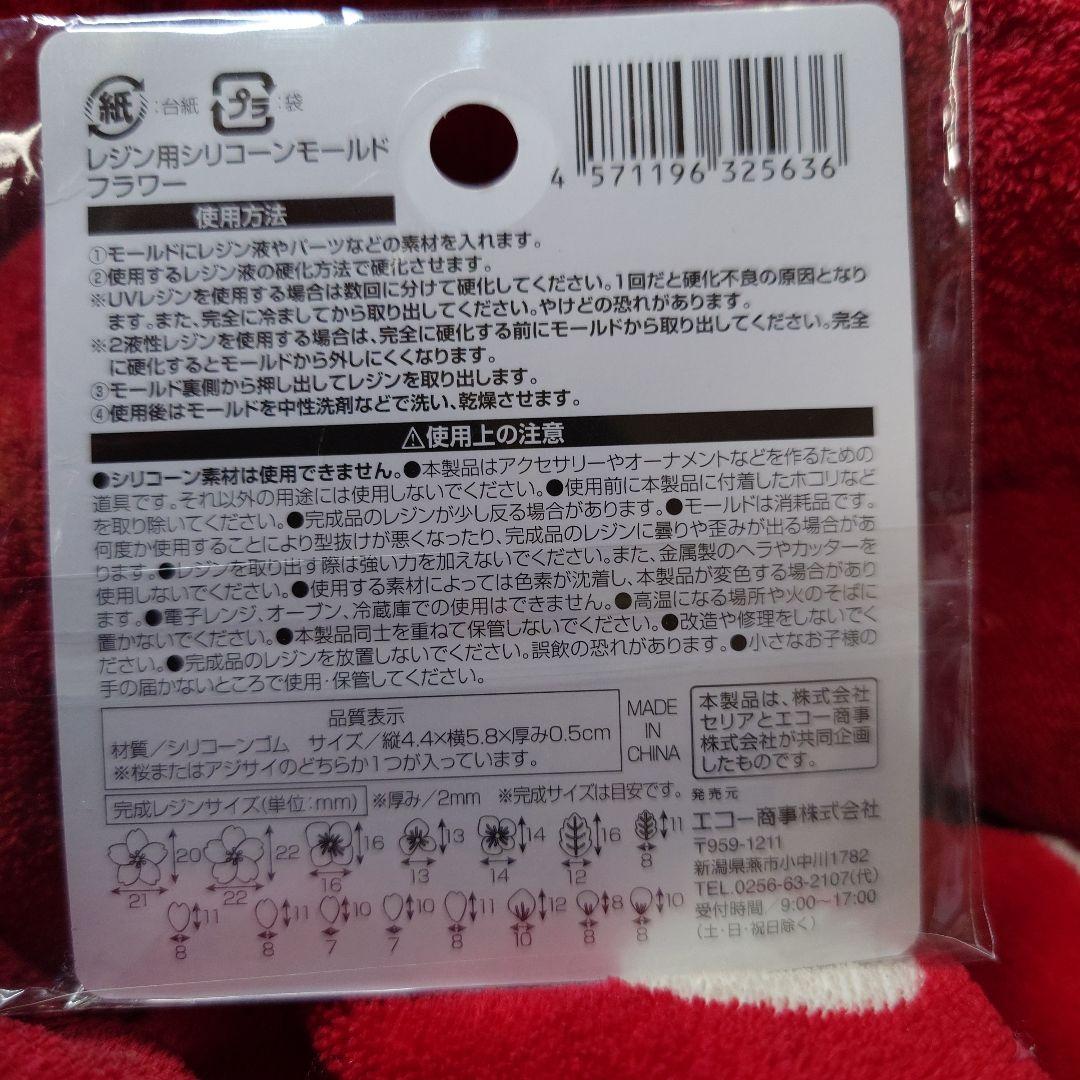 紙 :台紙 プラ :袋
レジン用シリコーンモールド
フラワー
4 571196 325636
使用方法
①モールドにレジン液やパーツなどの素材を入れます。
②使用するレジン液の硬化方法で硬化させます。
※UVレジンを使用する場合は数回に分けて硬化してください。1回だと硬化不良の原因となり
ます。また、完全に冷ましてから取り出してください。やけどの恐れがあります。
※2液性レジンを使用する場合は、完全に硬化する前にモールドから取り出してください。完全
に硬化するとモールドから外しにくくなります。
③モールド裏側から押し出してレジンを取り出します。
④使用後はモールドを中性洗剤などで洗い、乾燥させます。
⚠使用上の注意
●シリコーン素材は使用できません。●本製品はアクセサリーやオーナメントなどを作るための
道具です。それ以外の用途には使用しないでください。●使用前に本製品に付着したホコリなど
を取り除いてください。●完成品のレジンが少し反る場合があります。●モールドは消耗品です。
何度か使用することにより型抜けが悪くなったり、完成品のレジンに曇りや歪みが出る場合があ
ります。●レジンを取り出す際は強い力を加えないでください。また、金属製のヘラやカッターを
使用しないでください。●使用する素材によっては色素が沈着し、本製品が変色する場合があり
ます。●電子レンジ、オーブン、冷蔵庫での使用はできません。●高温になる場所や火のそばに
置かないでください。●本製品同士を重ねて保管しないでください。●改造や修理をしないでく
ださい。●完成品のレジンを放置しないでください。誤飲の恐れがあります。●小さなお子様の
手の届かないところで使用・保管してください。
品質表示
材質/シリコーンゴム サイズ/縦4.4×横5.8×厚み0.5cm
※桜またはアジサイのどちらか1つが入っています。
MADE
IN
CHINA
本製品は、株式会社
セリアとエコー商事
株式会社が共同企画
したものです。
完成レジンサイズ(単位:mm) ※厚み/2mm ※完成サイズは目安です。
20 22 16 13 14 16 11
21 22 16 13 14 12 8
11 11 10 10 11 12 8 10
8 8 7 7 8 10 8 8
発売元
エコー商事株式会社
〒959-1211
新潟県燕市小中川1782
TEL.0256-63-2107(代)
受付時間/9:00~17:00
(土・日・祝日除く)